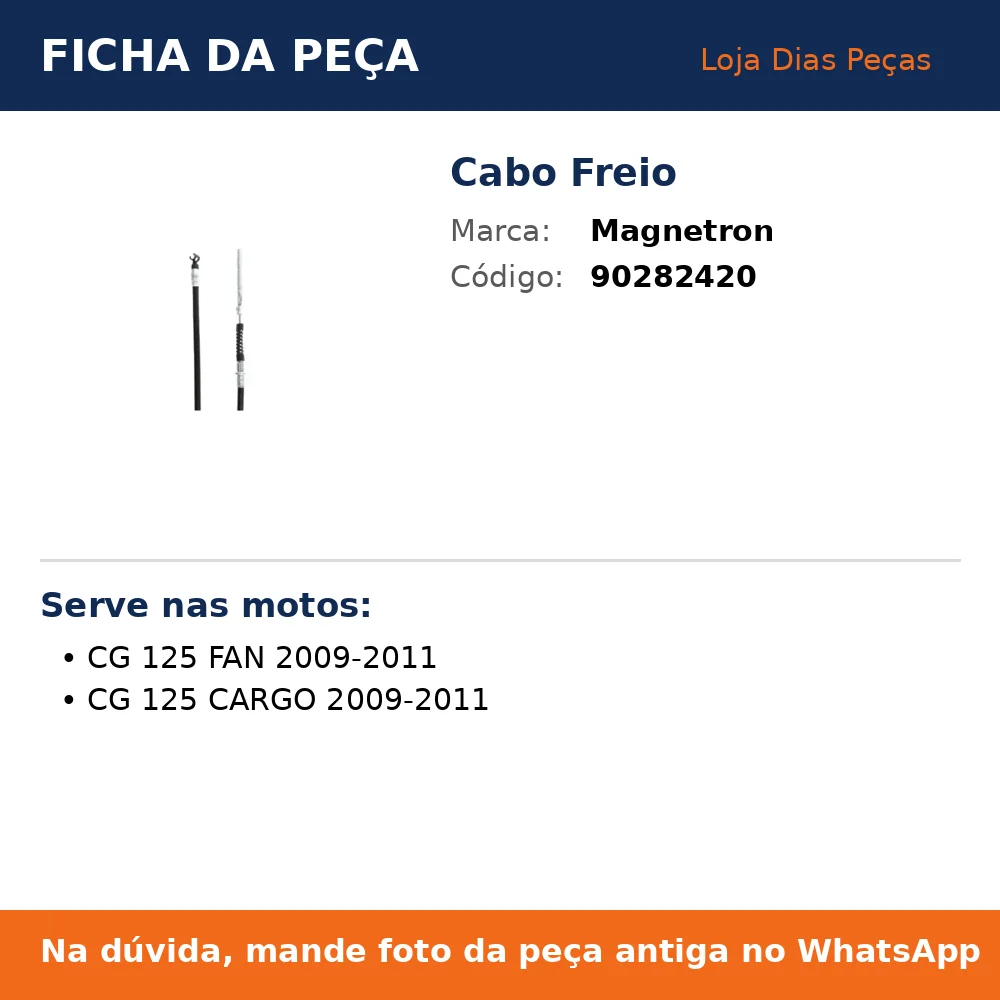 FICHA DA PEÇA
Loja Dias Peças
Cabo Freio
Marca: Magnetron
Código: 90282420
Serve nas motos:
• CG 125 FAN 2009-2011
• CG 125 CARGO 2009-2011
Na dúvida, mande foto da peça antiga no WhatsApp